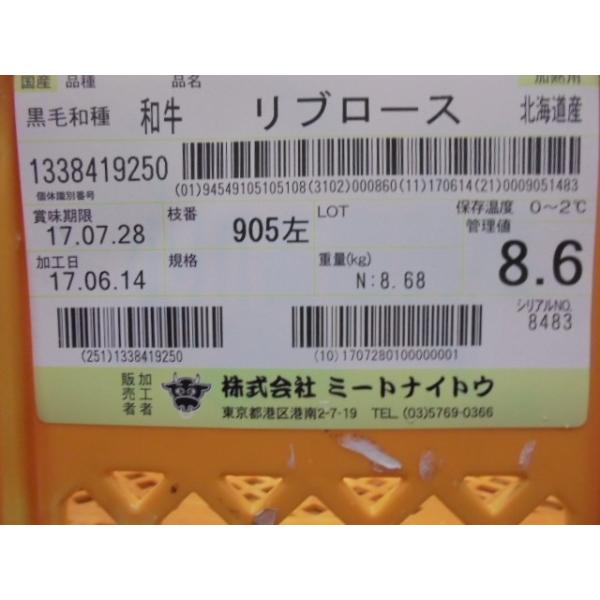 国産 品種 品名 加熱用
黒毛和種 和牛 リブロース 北海道産
1338419250
個体識別番号
(01)94549105105108(3102)000860(11)170614(21)0009051483
賞味期限 枝番 LOT 保存温度 0~2℃
17.07.28 905左 管理値
加工日 規格 重量(kg) 8.6
17.06.14 N:8.68 シリアルNO.
8483
(251)1338419250 (10)1707280100000001
加工者
販売者
株式会社 ミートナイトウ
東京都港区港南2-7-19 TEL.(03)5769-0366